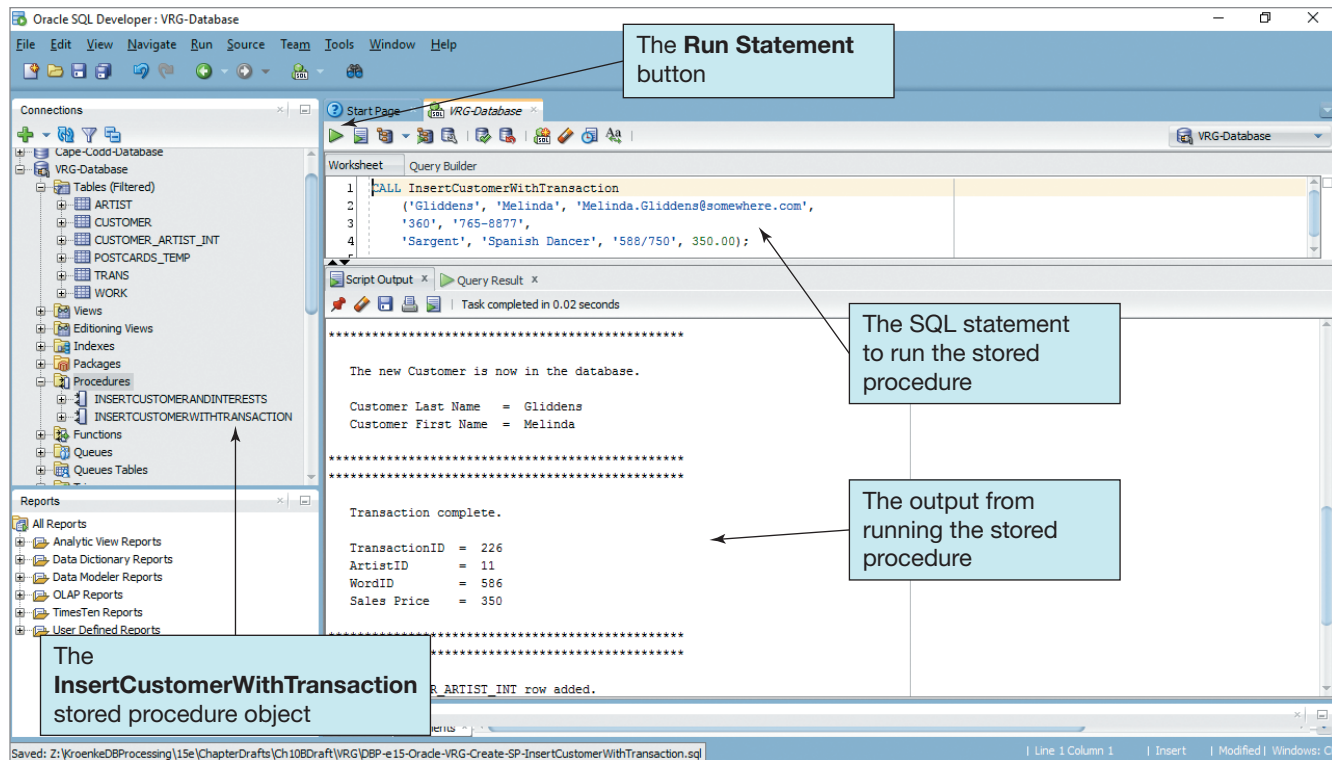 Oracle SQL Developer : VRG-Database
File Edit View Navigate Run Source Team Tools Window Help
The Run Statement
button
Connections
Start Page
VRG-Database
VRG-Database
Cape-Codd-Database
VRG-Database
Tables (Filtered)
ARTIST
CUSTOMER
CUSTOMER_ARTIST_INT
POSTCARDS_TEMP
TRANS
WORK
Views
Editioning Views
Indexes
Packages
Procedures
INSERTCUSTOMERANDINTERESTS
INSERTCUSTOMERWITHTRANSACTION
Functions
Queues
Queues Tables
Worksheet Query Builder
1 CALL InsertCustomerWithTransaction
2 ('Gliddens', 'Melinda', 'Melinda.Gliddens@somewhere.com',
3 '360', '765-8877',
4 'Sargent', 'Spanish Dancer', '588/750', 350.00);
Script Output x Query Result x
Task completed in 0.02 seconds
The SQL statement
to run the stored
procedure
**************************************************
The new Customer is now in the database.
Customer Last Name = Gliddens
Customer First Name = Melinda
**************************************************
**************************************************
Transaction complete.
TransactionID = 226
ArtistID = 11
WordID = 586
Sales Price = 350
**************************************************
**************************************************
R_ARTIST_INT row added.
The output from
running the stored
procedure
Reports
All Reports
Analytic View Reports
Data Dictionary Reports
Data Modeler Reports
OLAP Reports
TimesTen Reports
User Defined Reports
The
InsertCustomerWithTransaction
stored procedure object
Saved: Z:\KroenkeDBProcessing\15e\ChapterDrafts\Ch10BDraft\VRG\DBP-e15-Oracle-VRG-Create-SP-InsertCustomerWithTransaction.sql
| Line 1 Column 1 | Insert | Modified | Windows: C